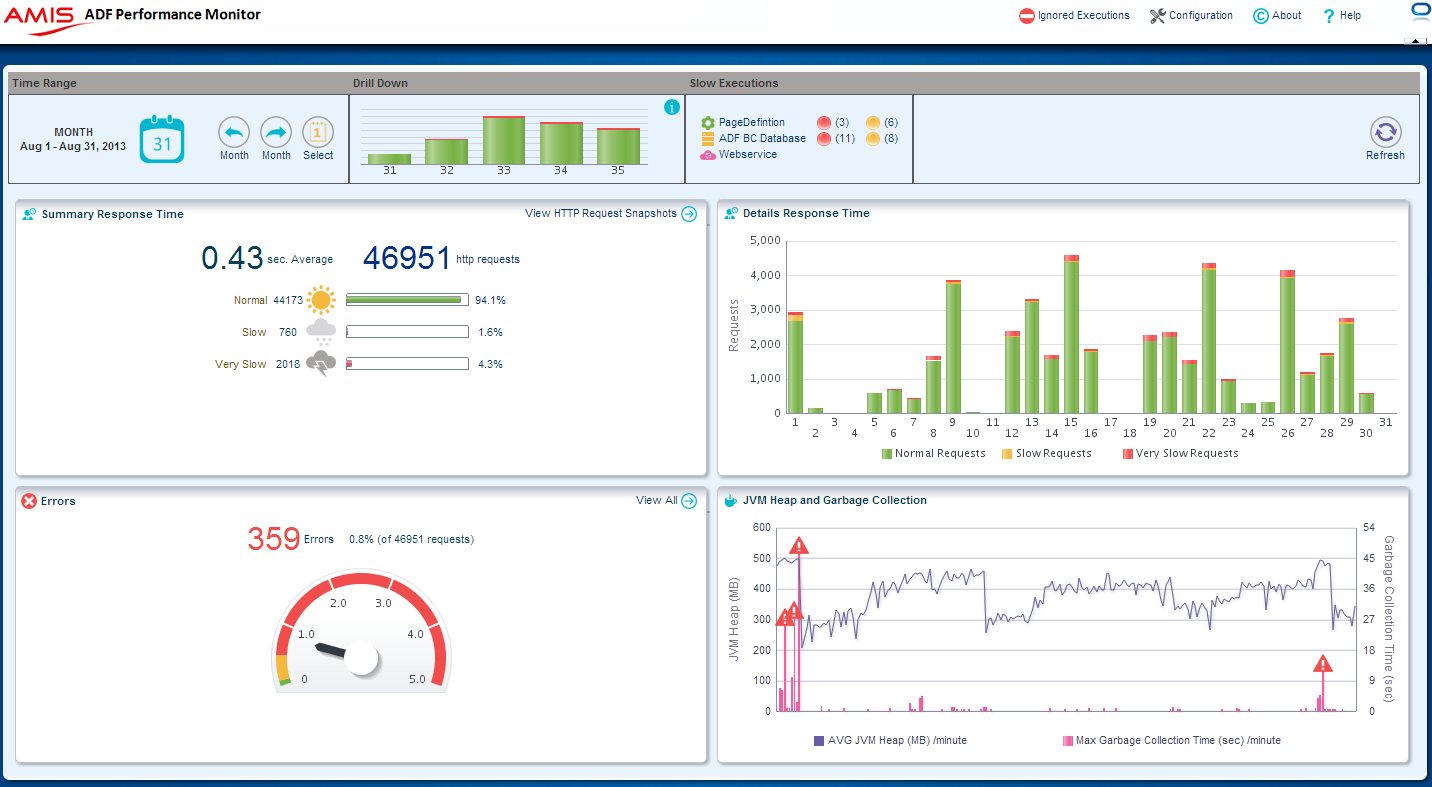 AMIS ADF Performance Monitor
Ignored Executions Configuration About Help
Time Range
MONTH
Aug 1 - Aug 31, 2013
31
Month Month
1
Select
Drill Down
31 32 33 34 35
Slow Executions
PageDefintion (3) (6)
ADF BC Database (11) (8)
Webservice
Refresh
Summary Response Time
View HTTP Request Snapshots
0.43 sec. Average 46951 http requests
Normal 44173 94.1%
Slow 760 1.6%
Very Slow 2018 4.3%
Details Response Time
Requests
5,000
4,000
3,000
2,000
1,000
0
1 3 5 7 9 11 13 15 17 19 21 23 25 27 29 31
2 4 6 8 10 12 14 16 18 20 22 24 26 28 30
Normal Requests Slow Requests Very Slow Requests
Errors
View All
359 Errors 0.8% (of 46951 requests)
2.0 3.0
1.0 4.0
0 5.0
JVM Heap and Garbage Collection
JVM Heap (MB)
600
500
400
300
200
100
0
54
45
36
27
18
9
0
Garbage Collection Time (sec)
AVG JVM Heap (MB) /minute Max Garbage Collection Time (sec) /minute